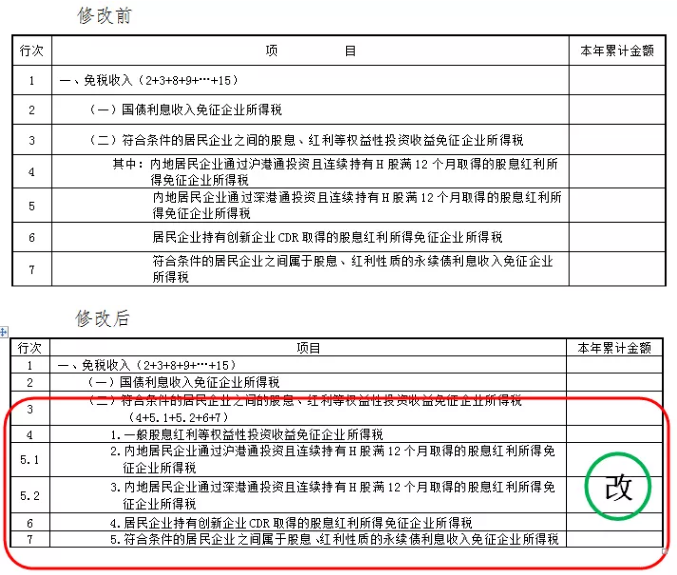 修改前
行次 项 目 本年累计金额
1 一、免税收入(2+3+8+9+…+15)
2 (一)国债利息收入免征企业所得税
3 (二)符合条件的居民企业之间的股息、红利等权益性投资收益免征企业所得税
4 其中:内地居民企业通过沪港通投资且连续持有H股满12个月取得的股息红利所
得免征企业所得税
5 内地居民企业通过深港通投资且连续持有H股满12个月取得的股息红利所
得免征企业所得税
6 居民企业持有创新企业CDR取得的股息红利所得免征企业所得税
7 符合条件的居民企业之间属于股息、红利性质的永续债利息收入免征企业
所得税
修改后
行次 项目 本年累计金额
1 一、免税收入(2+3+8+9+…+15)
2 (一)国债利息收入免征企业所得税
3 (二)符合条件的居民企业之间的股息、红利等权益性投资收益免征企业所得税
(4+5.1+5.2+6+7)
4 1.一般股息红利等权益性投资收益免征企业所得税
5.1 2.内地居民企业通过沪港通投资且连续持有H股满12个月取得的股息红利所得免
征企业所得税
5.2 3.内地居民企业通过深港通投资且连续持有H股满12个月取得的股息红利所得免
征企业所得税
改
6 4.居民企业持有创新企业CDR取得的股息红利所得免征企业所得税
7 5.符合条件的居民企业之间属于股息、红利性质的永续债利息收入免征企业所得税